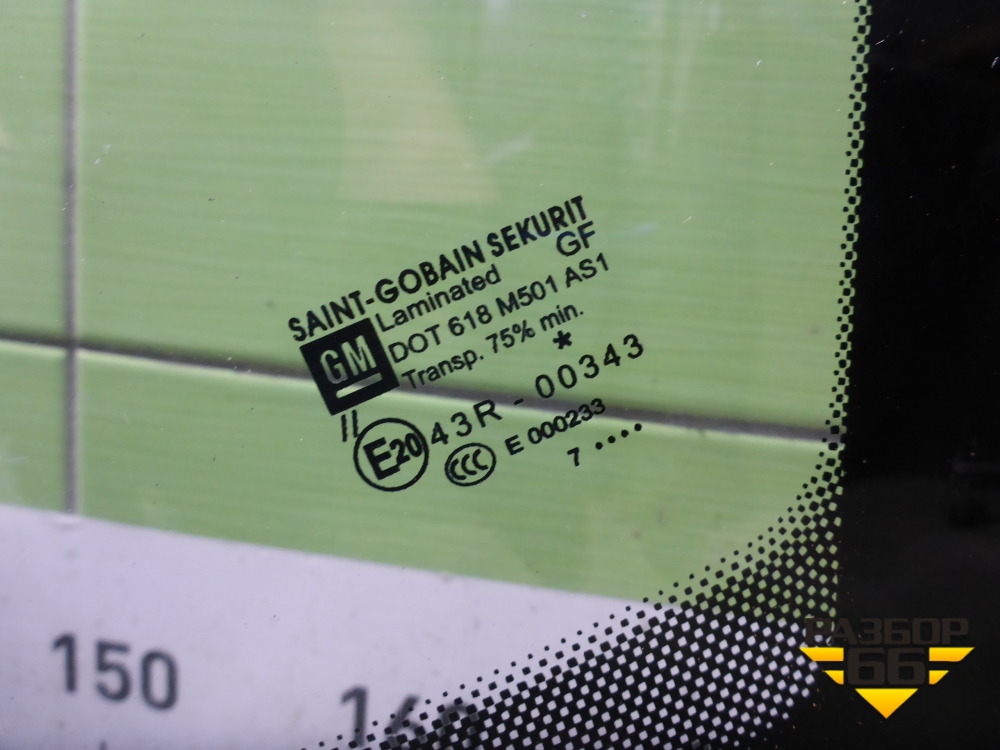 SAINT-GOBAIN SEKURIT
Laminated GF
GM DOT 618 M501 AS1
Transp. 75% min.
*
//
E20 43R - 00343
CCC E 000233
7 ••••
150
РАЗБОР
66